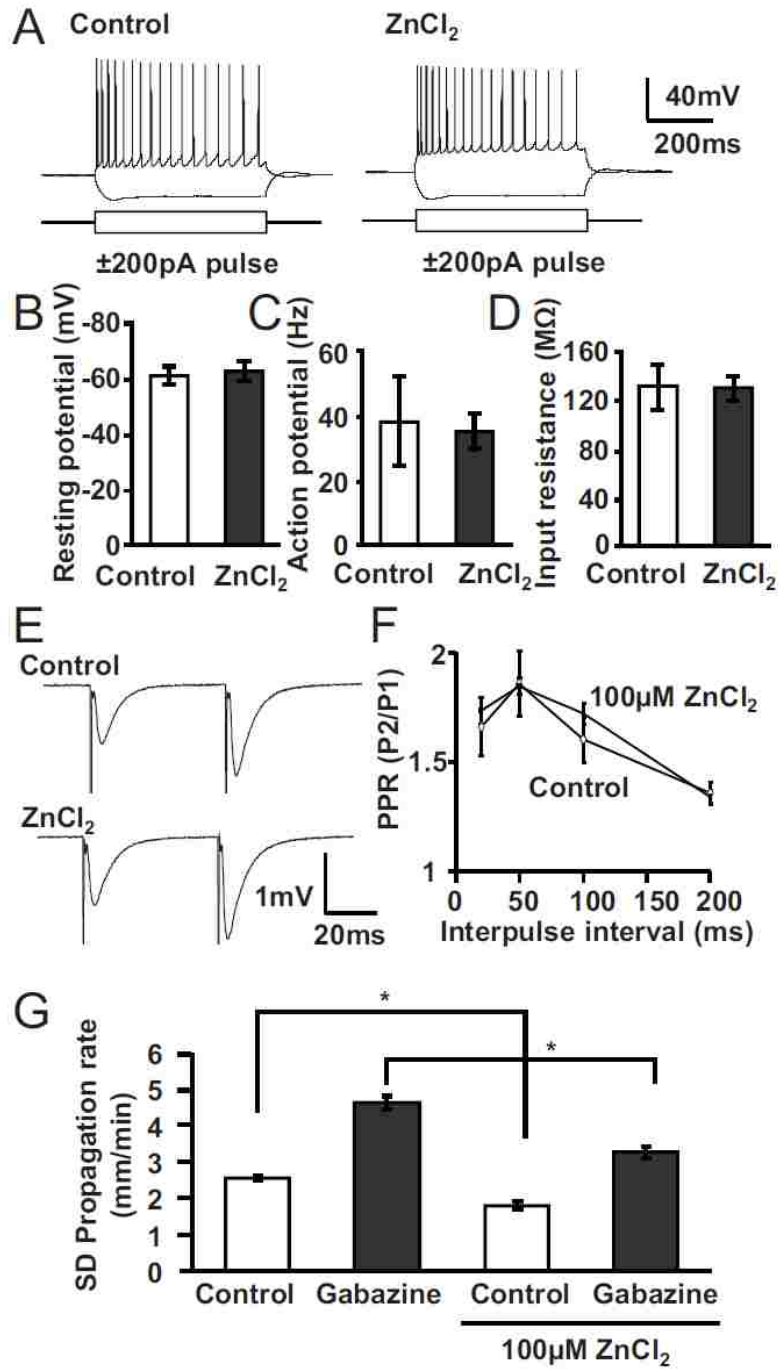 A
Control
ZnCl2
40mV
200ms
±200pA pulse
±200pA pulse
B
Resting potential (mV)
-80
-60
-40
-20
0
Control
ZnCl2
C
Action potential (Hz)
60
40
20
0
Control
ZnCl2
D
Input resistance (MΩ)
160
120
80
40
0
Control
ZnCl2
E
Control
ZnCl2
1mV
20ms
F
PPR (P2/P1)
2
1.5
1
100µM ZnCl2
Control
0 50 100 150 200
Interpulse interval (ms)
G
SD Propagation rate
(mm/min)
6
5
4
3
2
1
0
*
*
Control Gabazine Control Gabazine
100µM ZnCl2